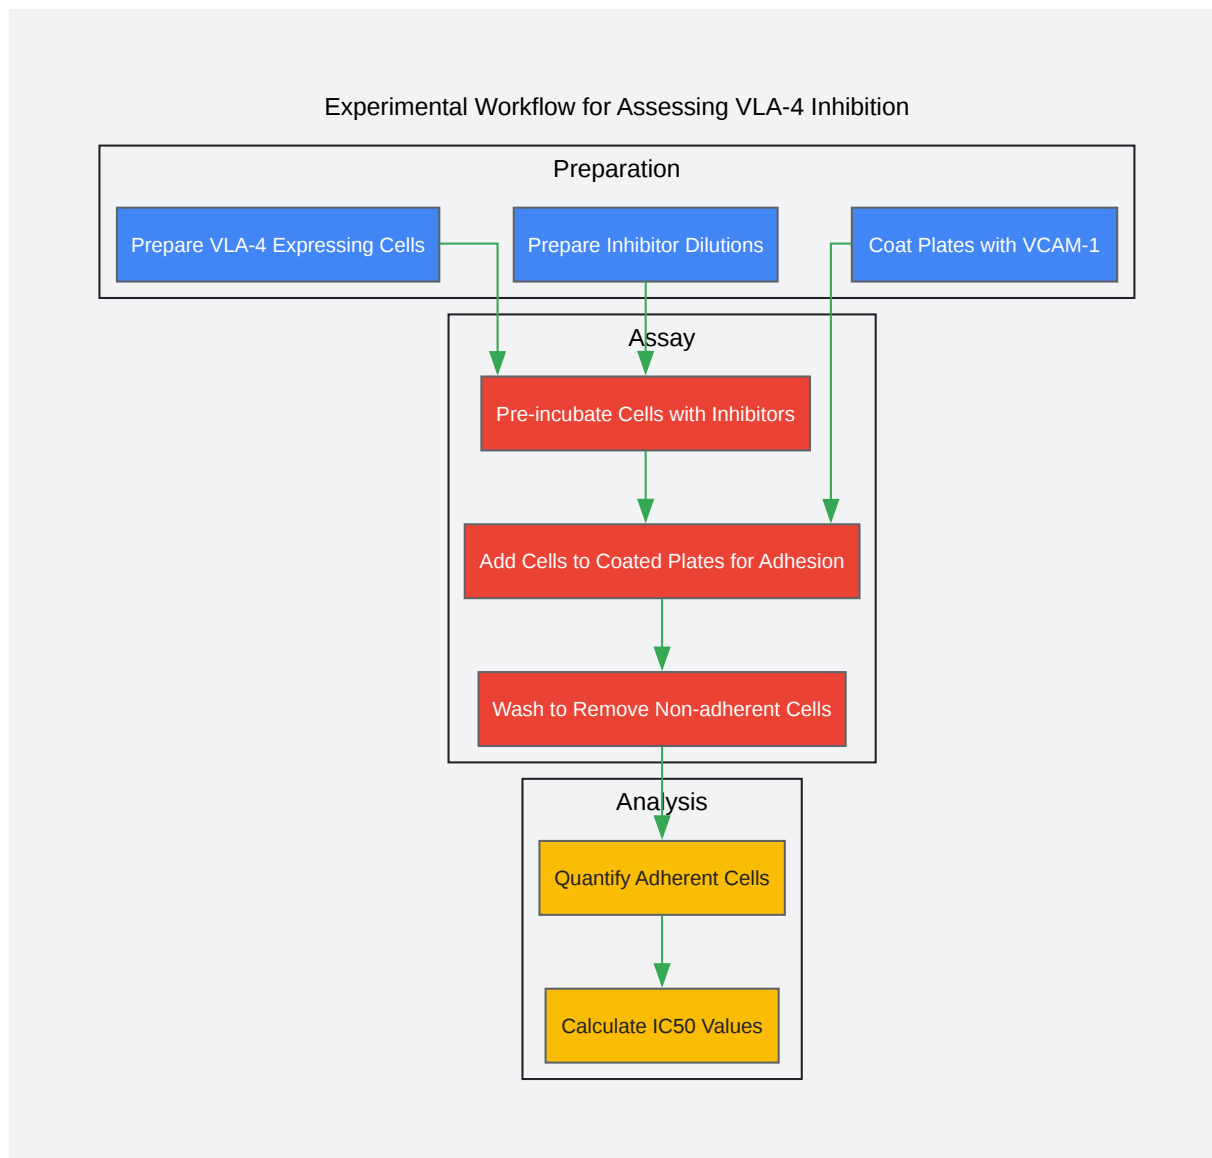 Experimental Workflow for Assessing VLA-4 Inhibition
Preparation
Prepare VLA-4 Expressing Cells
Prepare Inhibitor Dilutions
Coat Plates with VCAM-1
Assay
Pre-incubate Cells with Inhibitors
Add Cells to Coated Plates for Adhesion
Wash to Remove Non-adherent Cells
Analysis
Quantify Adherent Cells
Calculate IC50 Values